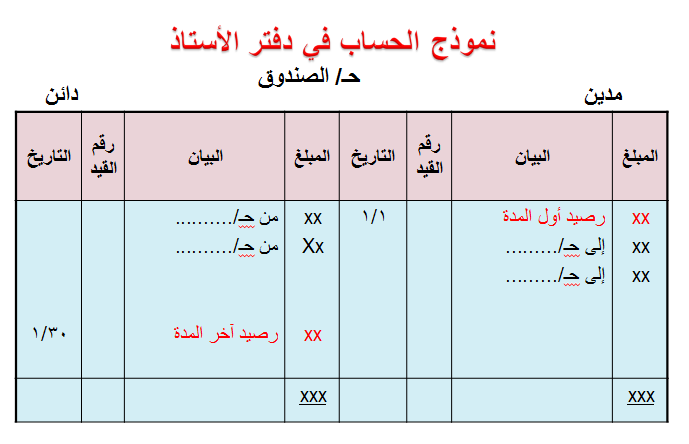 نموذج الحساب في دفتر الأستاذ
حـ/ الصندوق
مدين دائن
المبلغ البيان رقم القيد التاريخ المبلغ البيان رقم القيد التاريخ
xx رصيد أول المدة ١/١ xx من حـ/..........
xx إلى حـ/......... Xx من حـ/..........
xx إلى حـ/.........
xx رصيد آخر المدة ١/٣٠
xxx xxx